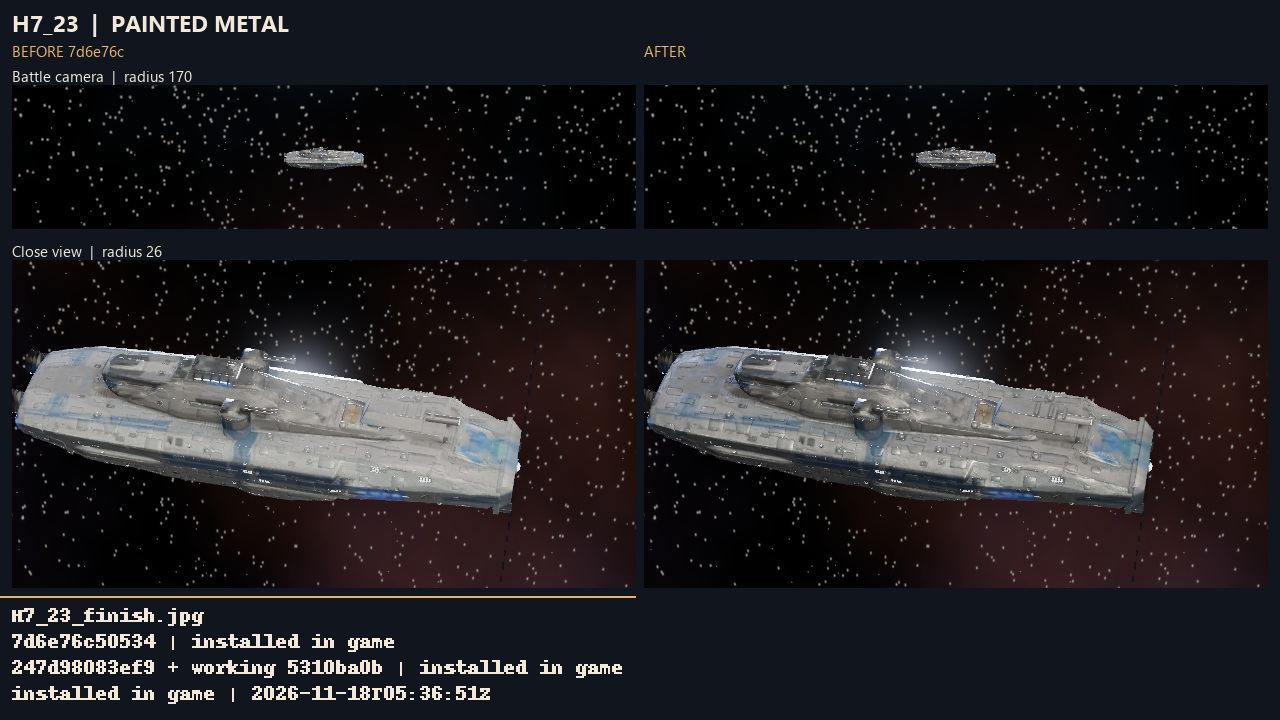 H7_23 | PAINTED METAL
BEFORE 7d6e76c
AFTER
Battle camera | radius 170
Close view | radius 26
H7_23_finish.jpg
7d6e76c50534 | installed in game
247d98083ef9 + working 5310ba0b | installed in game
installed in game | 2026-11-18T05:36:51Z